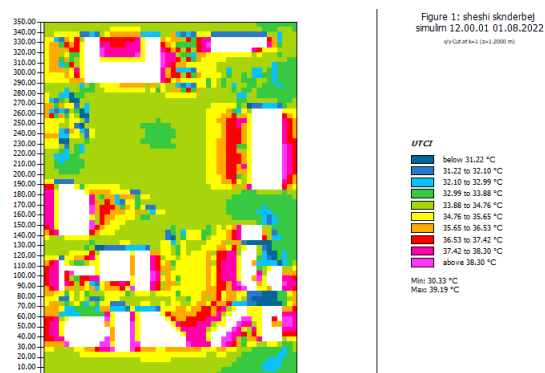 Figure 1: sheshi sknderbej
simulim 12.00.01 01.08.2022
x/y Cut at k=1 (z=1.2000 m)
350.00
340.00
330.00
320.00
310.00
300.00
290.00
280.00
270.00
260.00
250.00
240.00
230.00
220.00
210.00
200.00
190.00
180.00
170.00
160.00
150.00
140.00
130.00
120.00
110.00
100.00
90.00
80.00
70.00
60.00
50.00
40.00
30.00
20.00
10.00
UTCI
below 31.22 °C
31.22 to 32.10 °C
32.10 to 32.99 °C
32.99 to 33.88 °C
33.88 to 34.76 °C
34.76 to 35.65 °C
35.65 to 36.53 °C
36.53 to 37.42 °C
37.42 to 38.30 °C
above 38.30 °C
Min: 30.33 °C
Max: 39.19 °C